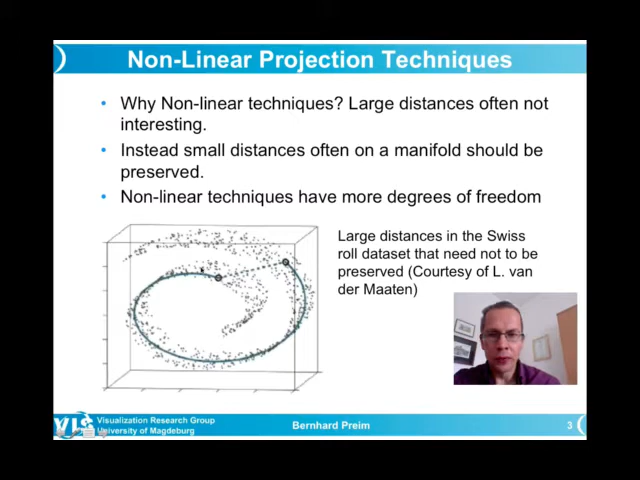 Non-Linear Projection Techniques
• Why Non-linear techniques? Large distances often not
interesting.
• Instead small distances often on a manifold should be
preserved.
• Non-linear techniques have more degrees of freedom
Large distances in the Swiss
roll dataset that need not to be
preserved (Courtesy of L. van
der Maaten)
VIS
Visualization Research Group
University of Magdeburg
Bernhard Preim
3